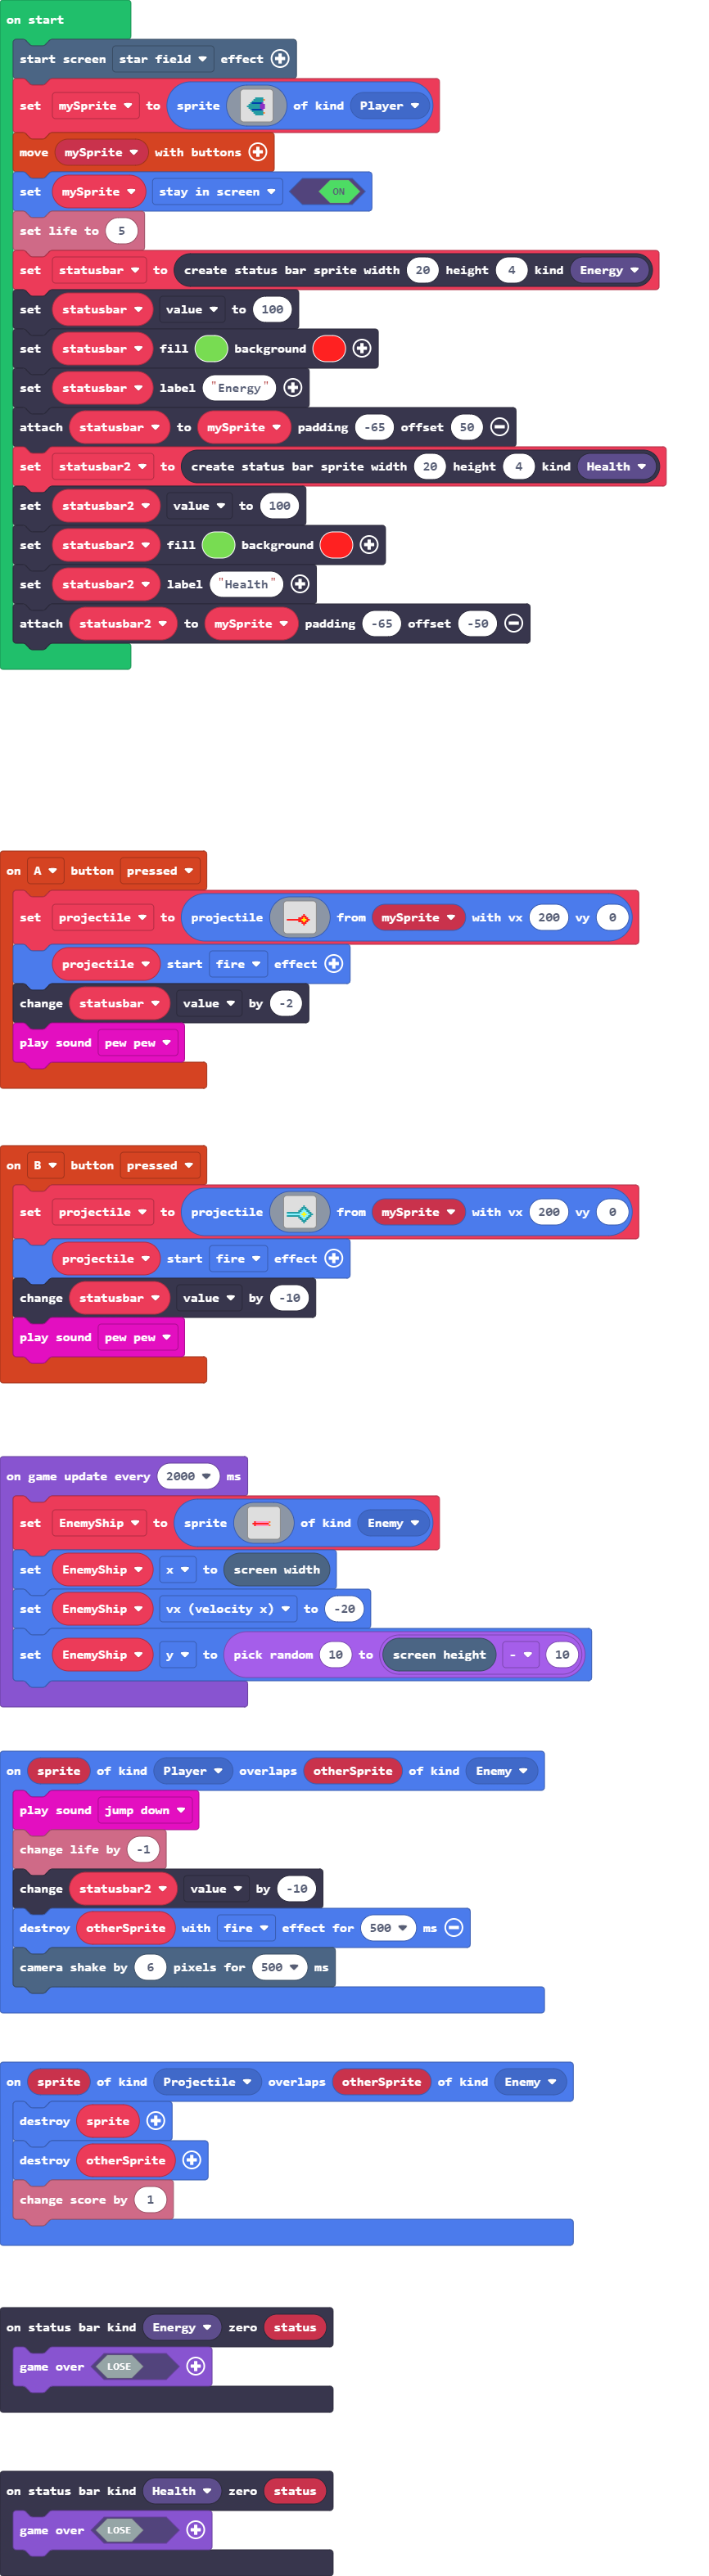 on start
start screen star field effect
set mySprite to sprite of kind Player
move mySprite with buttons
set mySprite stay in screen ON
set life to 5
set statusbar to create status bar sprite width 20 height 4 kind Energy
set statusbar value to 100
set statusbar fill background
set statusbar label "Energy"
attach statusbar to mySprite padding -65 offset 50
set statusbar2 to create status bar sprite width 20 height 4 kind Health
set statusbar2 value to 100
set statusbar2 fill background
set statusbar2 label "Health"
attach statusbar2 to mySprite padding -65 offset -50
on A button pressed
set projectile to projectile from mySprite with vx 200 vy 0
projectile start fire effect
change statusbar value by -2
play sound pew pew
on B button pressed
set projectile to projectile from mySprite with vx 200 vy 0
projectile start fire effect
change statusbar value by -10
play sound pew pew
on game update every 2000 ms
set EnemyShip to sprite of kind Enemy
set EnemyShip x to screen width
set EnemyShip vx (velocity x) to -20
set EnemyShip y to pick random 10 to screen height - 10
on sprite of kind Player overlaps otherSprite of kind Enemy
play sound jump down
change life by -1
change statusbar2 value by -10
destroy otherSprite with fire effect for 500 ms
camera shake by 6 pixels for 500 ms
on sprite of kind Projectile overlaps otherSprite of kind Enemy
destroy sprite
destroy otherSprite
change score by 1
on status bar kind Energy zero status
game over LOSE
on status bar kind Health zero status
game over LOSE